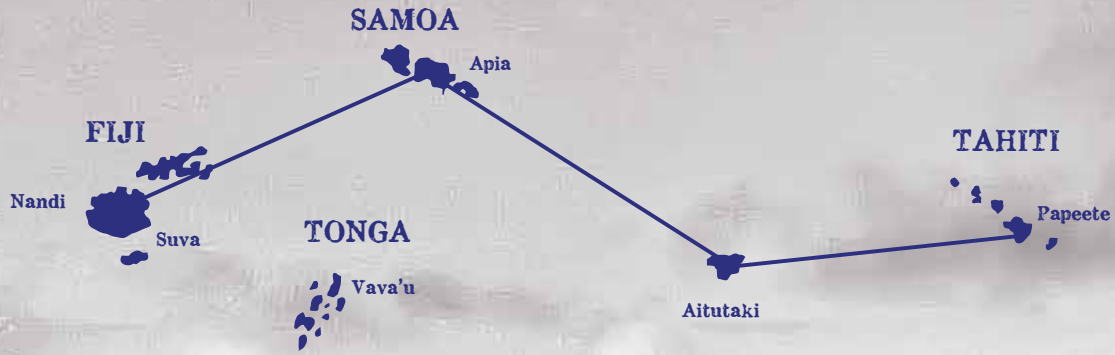 SAMOA
Apia
FIJI
Nandi
Suva
TONGA
Vava'u
Aitutaki
TAHITI
Papeete